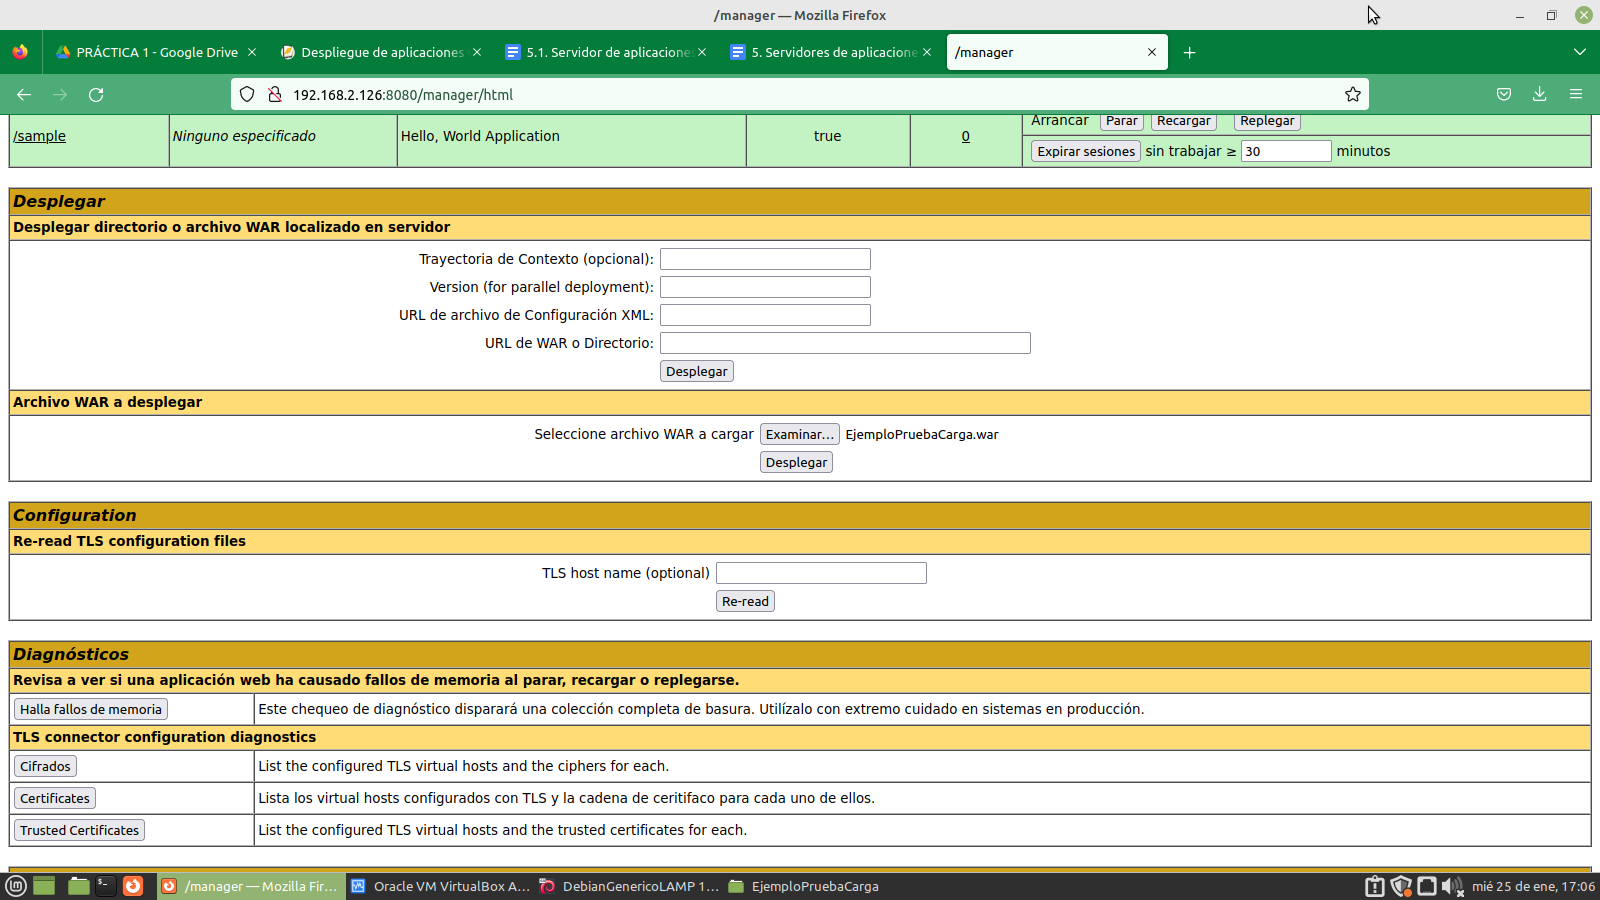 /manager — Mozilla Firefox
PRÁCTICA 1 - Google Drive
Despliegue de aplicaciones
5.1. Servidor de aplicacione
5. Servidores de aplicacione
/manager
192.168.2.126:8080/manager/html
/sample Ninguno especificado Hello, World Application true 0 Arrancar Parar Recargar Replegar
Expirar sesiones sin trabajar ≥ 30 minutos
Desplegar
Desplegar directorio o archivo WAR localizado en servidor
Trayectoria de Contexto (opcional):
Version (for parallel deployment):
URL de archivo de Configuración XML:
URL de WAR o Directorio:
Desplegar
Archivo WAR a desplegar
Seleccione archivo WAR a cargar Examinar... EjemploPruebaCarga.war
Desplegar
Configuration
Re-read TLS configuration files
TLS host name (optional)
Re-read
Diagnósticos
Revisa a ver si una aplicación web ha causado fallos de memoria al parar, recargar o replegarse.
Halla fallos de memoria Este chequeo de diagnóstico disparará una colección completa de basura. Utilízalo con extremo cuidado en sistemas en producción.
TLS connector configuration diagnostics
Cifrados List the configured TLS virtual hosts and the ciphers for each.
Certificates Lista los virtual hosts configurados con TLS y la cadena de ceritifaco para cada uno de ellos.
Trusted Certificates List the configured TLS virtual hosts and the trusted certificates for each.
/manager — Mozilla Fir... Oracle VM VirtualBox A... DebianGenericoLAMP 1... EjemploPruebaCarga mié 25 de ene, 17:06